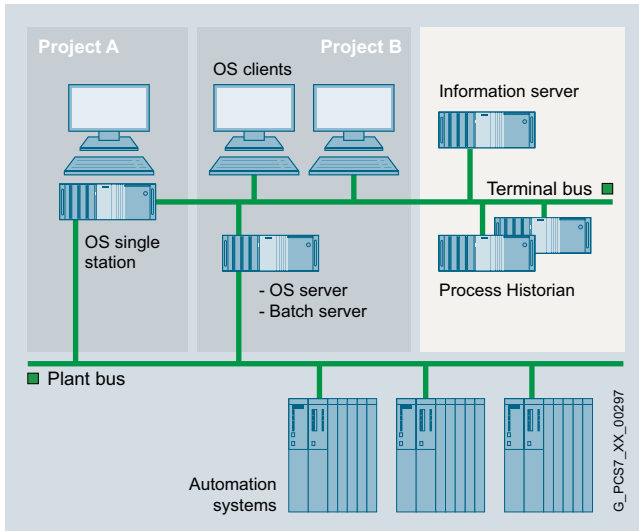 Project A
Project B
OS clients
Information server
Terminal bus
OS single
station
- OS server
- Batch server
Process Historian
Plant bus
Automation
systems
G_PCS7_XX_00297